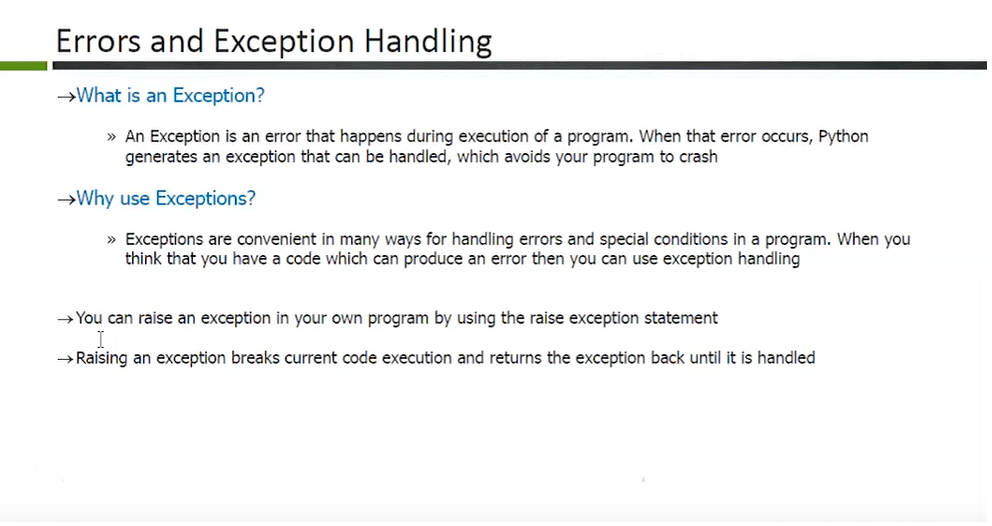 Errors and Exception Handling
→What is an Exception?
» An Exception is an error that happens during execution of a program. When that error occurs, Python
generates an exception that can be handled, which avoids your program to crash
→Why use Exceptions?
» Exceptions are convenient in many ways for handling errors and special conditions in a program. When you
think that you have a code which can produce an error then you can use exception handling
→You can raise an exception in your own program by using the raise exception statement
→Raising an exception breaks current code execution and returns the exception back until it is handled